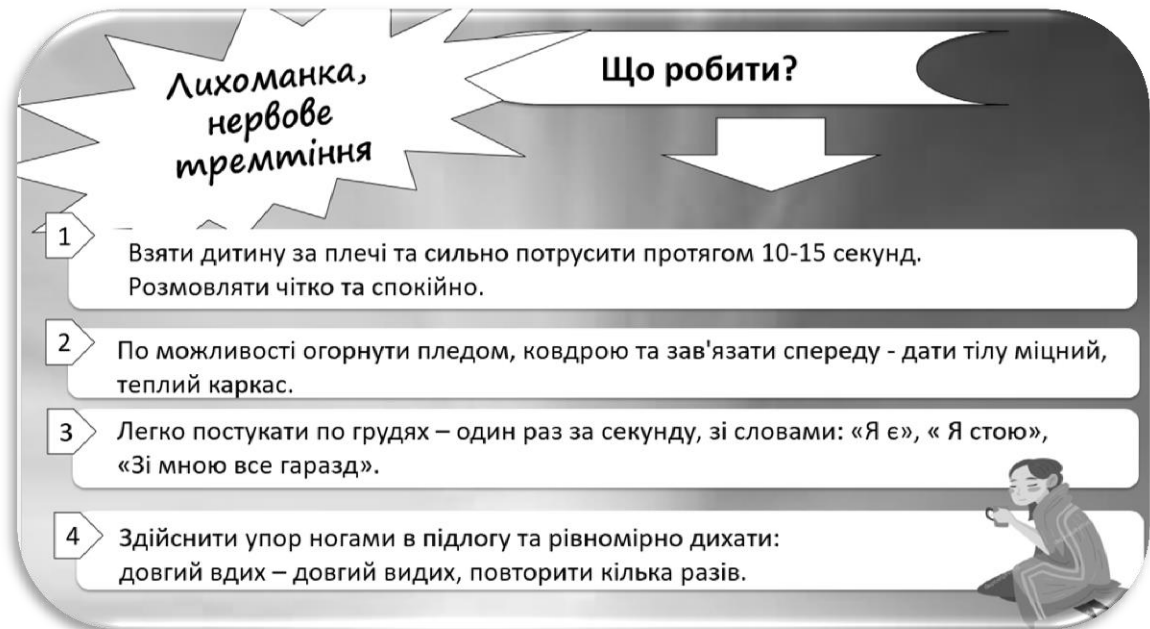 Лихоманка,
нервове
тремтіння
Що робити?
1
Взяти дитину за плечі та сильно потрусити протягом 10-15 секунд.
Розмовляти чітко та спокійно.
2
По можливості огорнути пледом, ковдрою та зав'язати спереду - дати тілу міцний,
теплий каркас.
3
Легко постукати по грудях – один раз за секунду, зі словами: «Я є», « Я стою»,
«Зі мною все гаразд».
4
Здійснити упор ногами в підлогу та рівномірно дихати:
довгий вдих – довгий видих, повторити кілька разів.